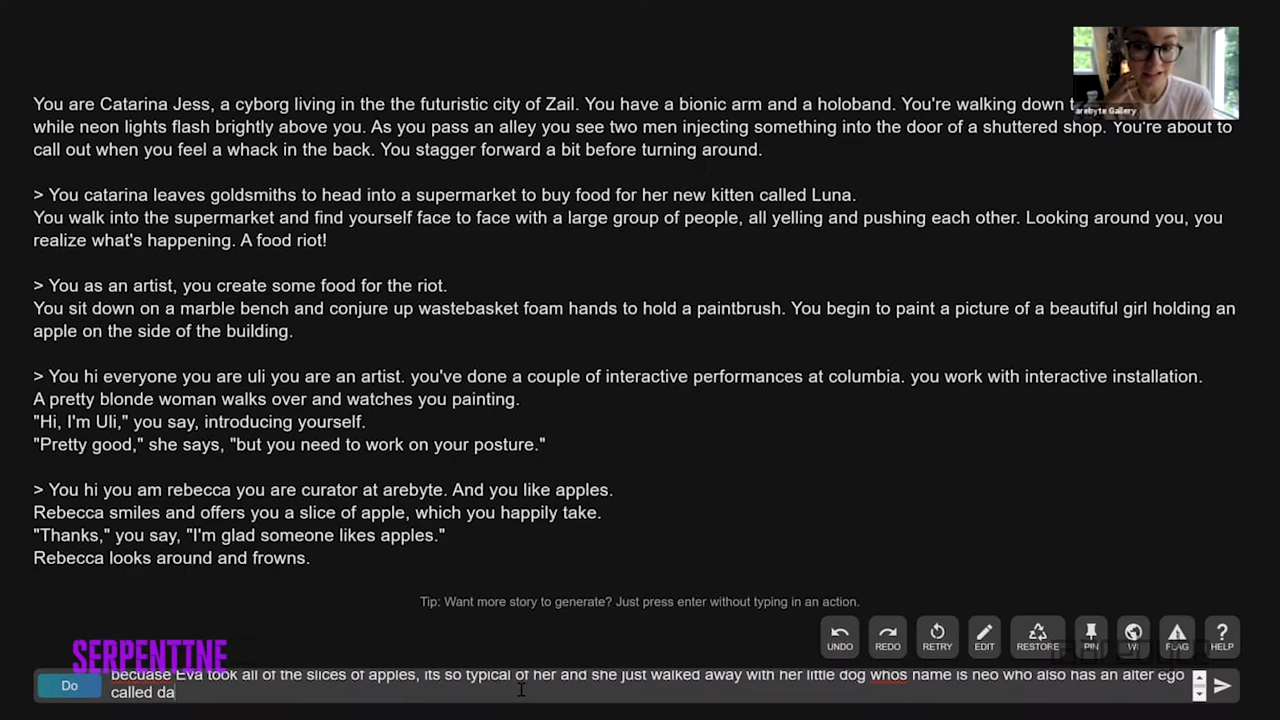 arebyte Gallery
You are Catarina Jess, a cyborg living in the the futuristic city of Zail. You have a bionic arm and a holoband. You're walking down
while neon lights flash brightly above you. As you pass an alley you see two men injecting something into the door of a shuttered shop. You're about to
call out when you feel a whack in the back. You stagger forward a bit before turning around.
> You catarina leaves goldsmiths to head into a supermarket to buy food for her new kitten called Luna.
You walk into the supermarket and find yourself face to face with a large group of people, all yelling and pushing each other. Looking around you, you
realize what's happening. A food riot!
> You as an artist, you create some food for the riot.
You sit down on a marble bench and conjure up wastebasket foam hands to hold a paintbrush. You begin to paint a picture of a beautiful girl holding an
apple on the side of the building.
> You hi everyone you are uli you are an artist. you've done a couple of interactive performances at columbia. you work with interactive installation.
A pretty blonde woman walks over and watches you painting.
"Hi, I'm Uli," you say, introducing yourself.
"Pretty good," she says, "but you need to work on your posture."
> You hi you am rebecca you are curator at arebyte. And you like apples.
Rebecca smiles and offers you a slice of apple, which you happily take.
"Thanks," you say, "I'm glad someone likes apples."
Rebecca looks around and frowns.
Tip: Want more story to generate? Just press enter without typing in an action.
UNDO REDO RETRY EDIT RESTORE PIN WI FLAG HELP
SERPENTINE
Do
becuase Eva took all of the slices of apples, its so typical of her and she just walked away with her little dog whos name is neo who also has an alter ego
called da